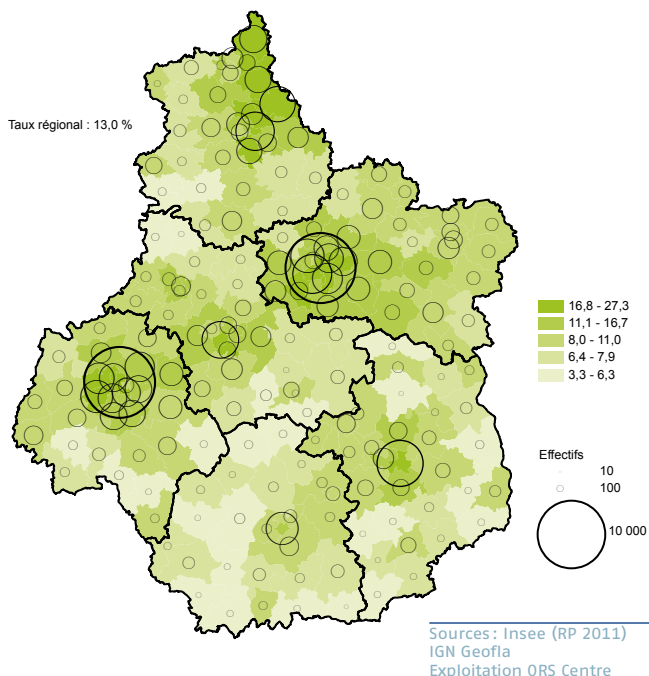 Taux régional : 13,0 %
16,8 - 27,3
11,1 - 16,7
8,0 - 11,0
6,4 - 7,9
3,3 - 6,3
Effectifs
10
100
10 000
Sources: Insee (RP 2011)
IGN Geofla
Exploitation ORS Centre